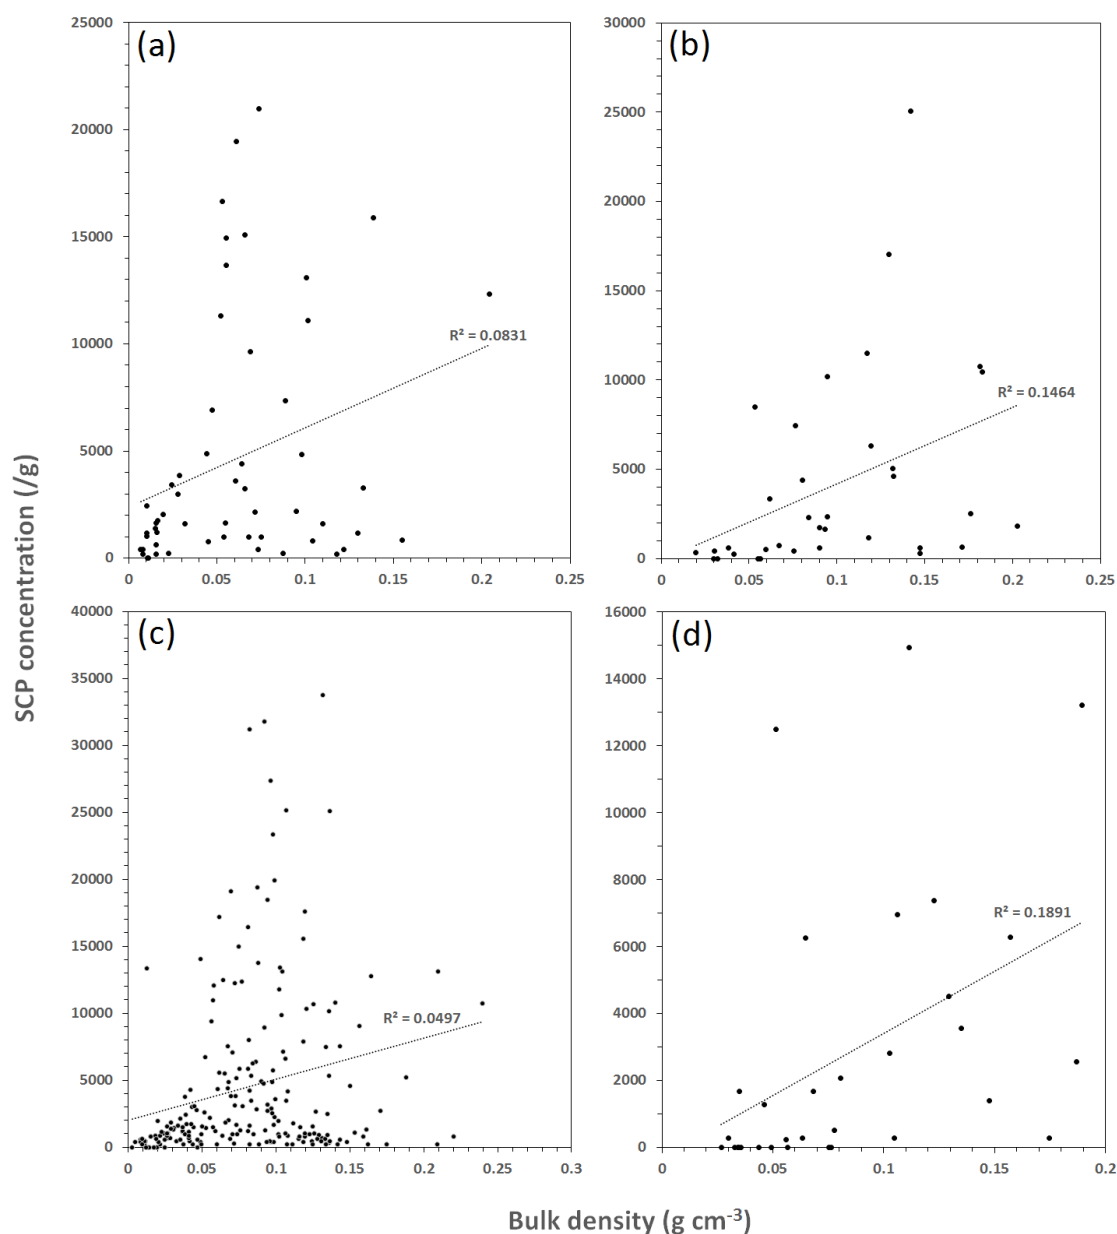 (a)
25000
20000
15000
10000
5000
0
0 0.05 0.1 0.15 0.2 0.25
R² = 0.0831
(b)
30000
25000
20000
15000
10000
5000
0
0 0.05 0.1 0.15 0.2 0.25
R² = 0.1464
(c)
40000
35000
30000
25000
20000
15000
10000
5000
0
0 0.05 0.1 0.15 0.2 0.25 0.3
R² = 0.0497
(d)
16000
14000
12000
10000
8000
6000
4000
2000
0
0 0.05 0.1 0.15 0.2
R² = 0.1891
SCP concentration (/g)
Bulk density (g cm⁻³)